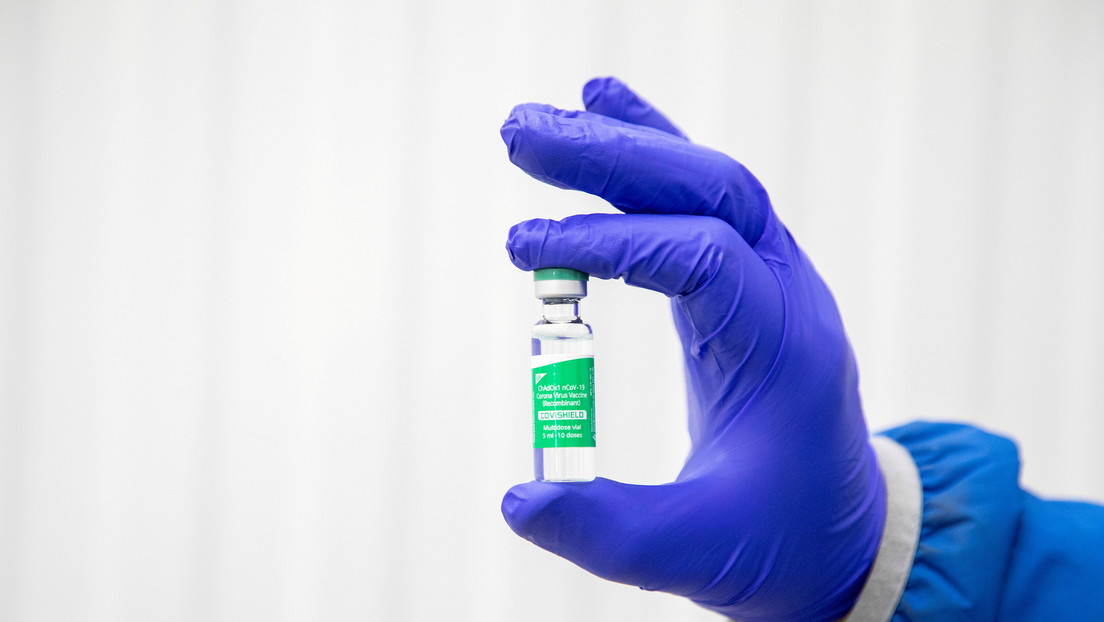 ChAdOx1 nCoV-19
Corona Virus Vaccine
(Recombinant)
COVISHIELD
Multidose vial
5 ml - 10 doses